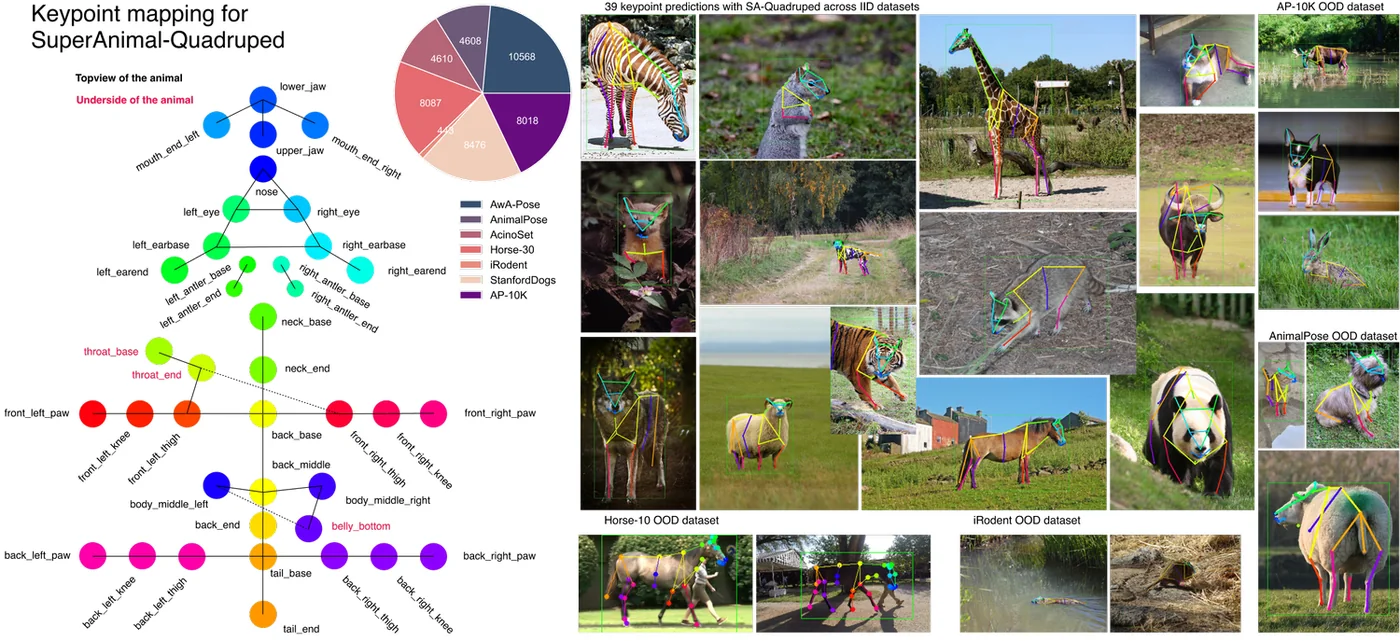 Keypoint mapping for
SuperAnimal-Quadruped
Topview of the animal
Underside of the animal
lower_jaw
mouth_end_left
mouth_end_right
upper_jaw
nose
left_eye
right_eye
left_earbase
right_earbase
left_earend
right_earend
left_antler_base
right_antler_base
left_antler_end
right_antler_end
neck_base
throat_base
throat_end
neck_end
front_left_paw
front_right_paw
back_base
front_left_knee
front_left_thigh
front_right_thigh
front_right_knee
back_middle
body_middle_left
body_middle_right
back_end
belly_bottom
back_left_paw
back_right_paw
tail_base
back_left_knee
back_left_thigh
back_right_thigh
back_right_knee
tail_end
4608
10568
4610
8087
443
8476
8018
AwA-Pose
AnimalPose
AcinoSet
Horse-30
iRodent
StanfordDogs
AP-10K
39 keypoint predictions with SA-Quadruped across IID datasets
AP-10K OOD dataset
AnimalPose OOD dataset
Horse-10 OOD dataset
iRodent OOD dataset